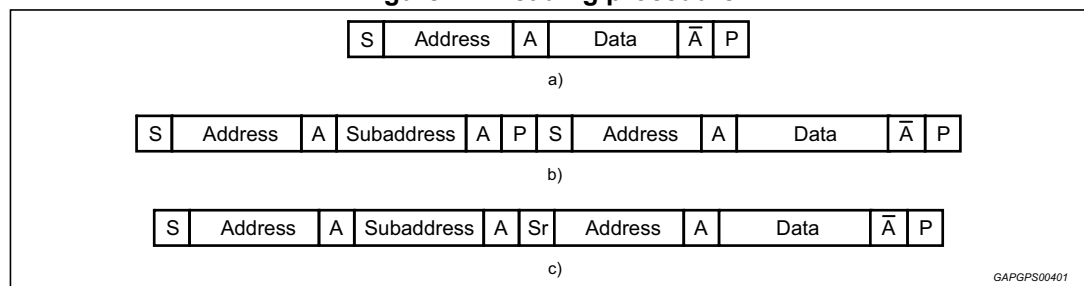 S Address A Data A̅ P
a)
S Address A Subaddress A P S Address A Data A̅ P
b)
S Address A Subaddress A Sr Address A Data A̅ P
c)
GAPGPS00401